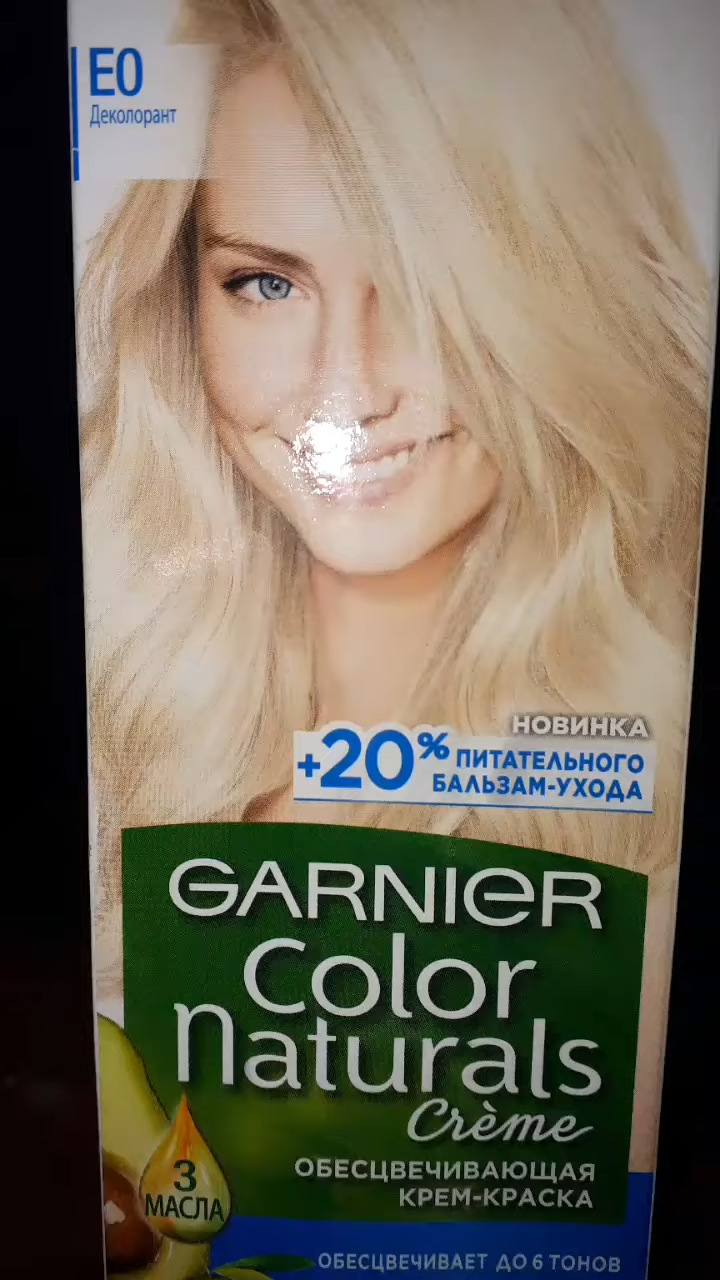 E0
Деколорант
НОВИНКА
+20% ПИТАТЕЛЬНОГО
БАЛЬЗАМ-УХОДА
GARNIER
Color
Naturals
Crème
ОБЕСЦВЕЧИВАЮЩАЯ
КРЕМ-КРАСКА
3
МАСЛА
ОБЕСЦВЕЧИВАЕТ ДО 6 ТОНОВ